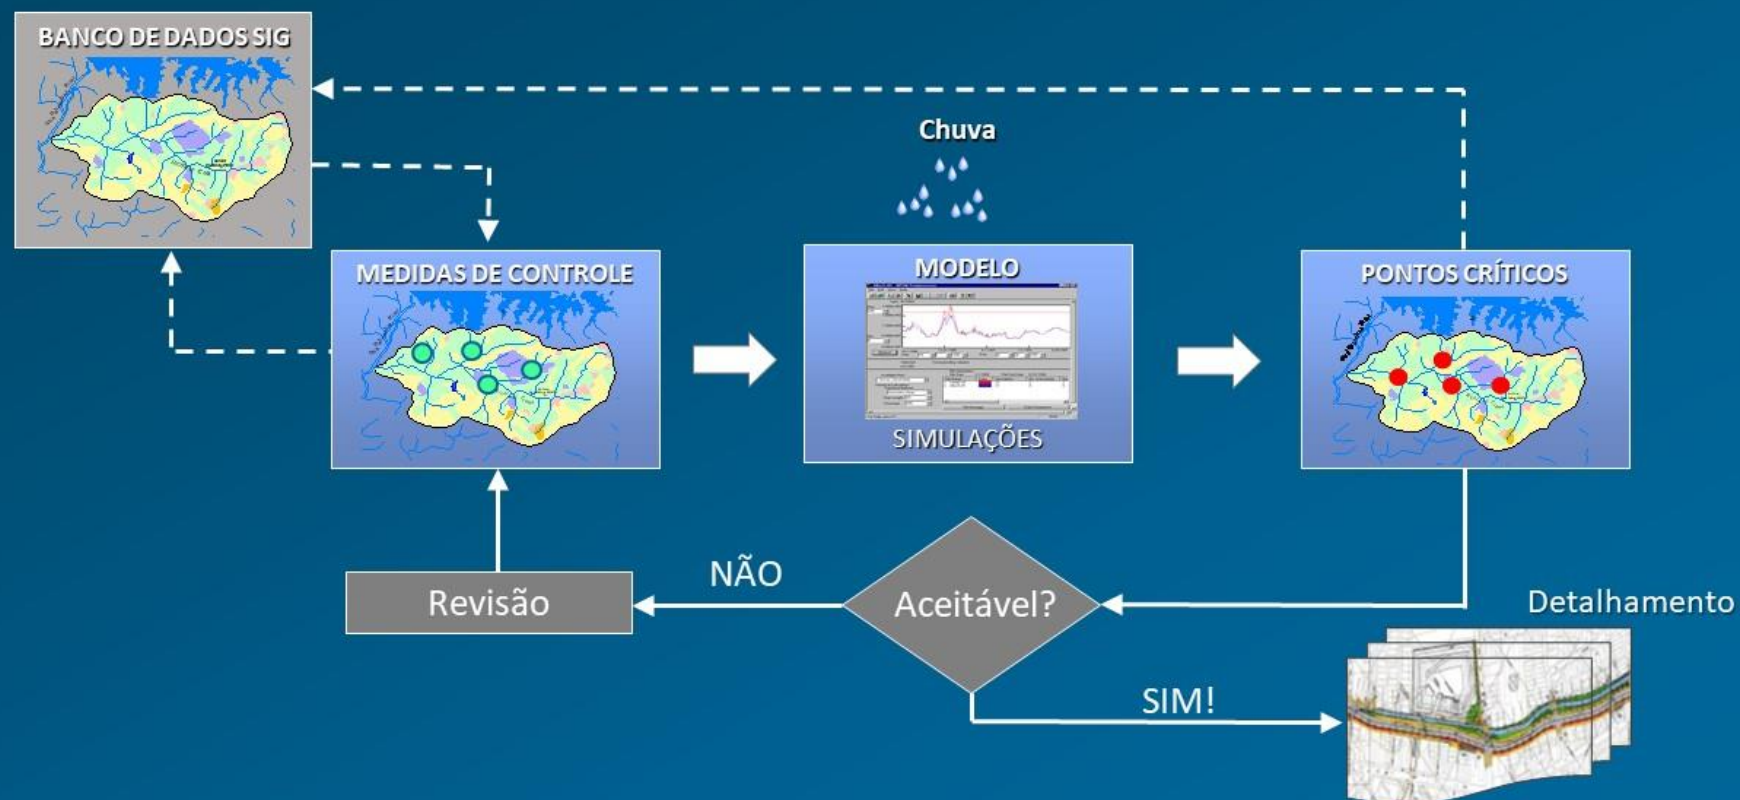 BANCO DE DADOS SIG
Chuva
MEDIDAS DE CONTROLE
MODELO
SIMULAÇÕES
PONTOS CRÍTICOS
Revisão
NÃO
Aceitável?
SIM!
Detalhamento